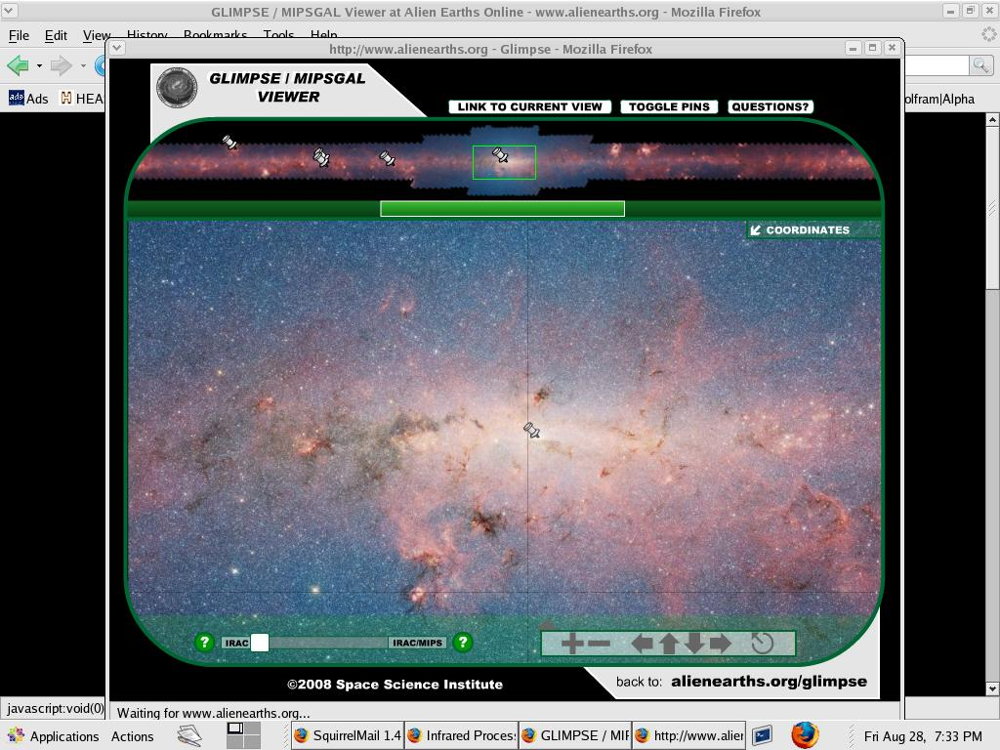 GLIMPSE / MIPSGAL Viewer at Alien Earths Online - www.alienearths.org - Mozilla Firefox
File Edit View History Bookmarks Tools Help
http://www.alienearths.org - Glimpse - Mozilla Firefox
ads Ads HEA
olfram|Alpha
GLIMPSE / MIPSGAL
VIEWER
LINK TO CURRENT VIEW TOGGLE PINS QUESTIONS?
COORDINATES
? IRAC IRAC/MIPS ?
©2008 Space Science Institute
back to: alienearths.org/glimpse
javascript:void(0)
Waiting for www.alienearths.org...
Applications Actions SquirrelMail 1.4 Infrared Proces GLIMPSE / MI http://www.alier Fri Aug 28, 7:33 PM